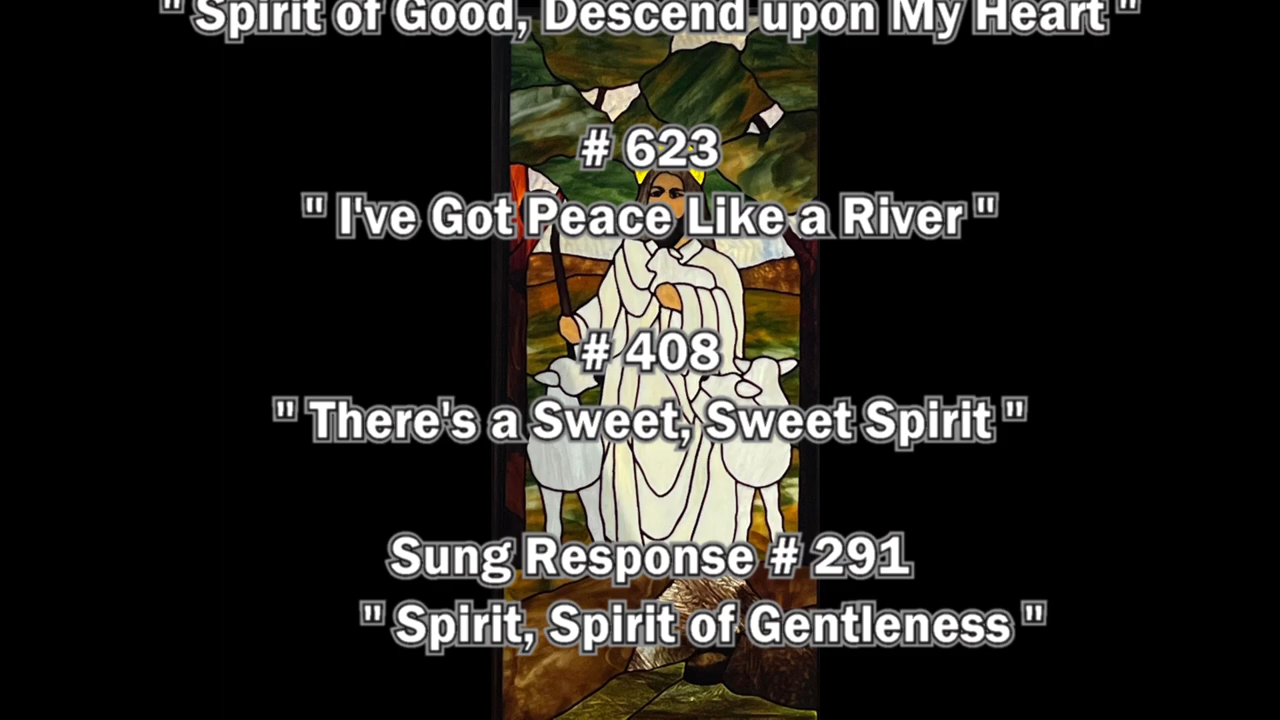 " Spirit of Good, Descend upon My Heart "
# 623
" I've Got Peace Like a River "
# 408
" There's a Sweet, Sweet Spirit "
Sung Response # 291
" Spirit, Spirit of Gentleness "